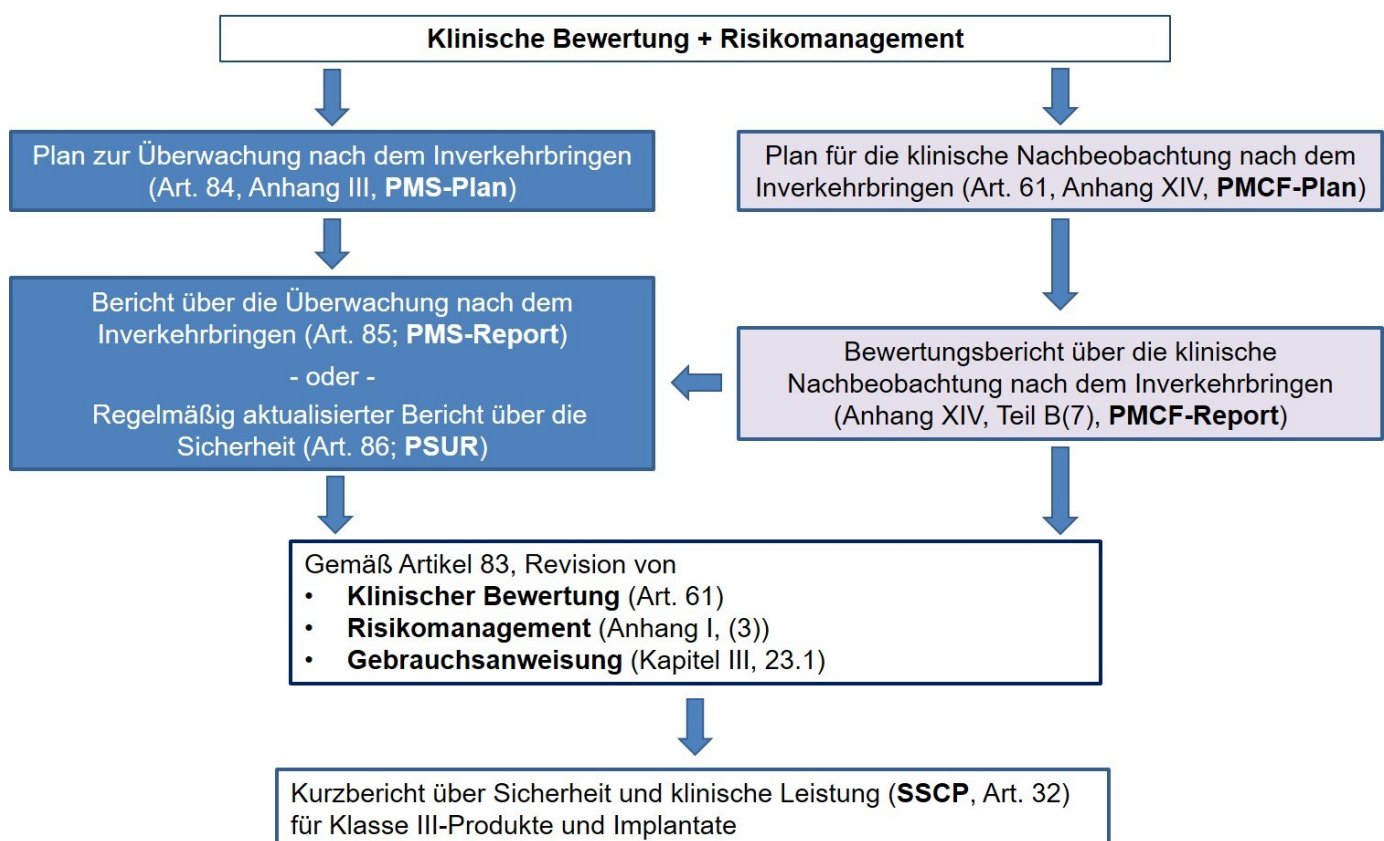 Klinische Bewertung + Risikomanagement
Plan zur Überwachung nach dem Inverkehrbringen
(Art. 84, Anhang III, PMS-Plan)
Plan für die klinische Nachbeobachtung nach dem
Inverkehrbringen (Art. 61, Anhang XIV, PMCF-Plan)
Bericht über die Überwachung nach dem
Inverkehrbringen (Art. 85; PMS-Report)
- oder -
Regelmäßig aktualisierter Bericht über die
Sicherheit (Art. 86; PSUR)
Bewertungsbericht über die klinische
Nachbeobachtung nach dem Inverkehrbringen
(Anhang XIV, Teil B(7), PMCF-Report)
Gemäß Artikel 83, Revision von
• Klinischer Bewertung (Art. 61)
• Risikomanagement (Anhang I, (3))
• Gebrauchsanweisung (Kapitel III, 23.1)
Kurzbericht über Sicherheit und klinische Leistung (SSCP, Art. 32)
für Klasse III-Produkte und Implantate